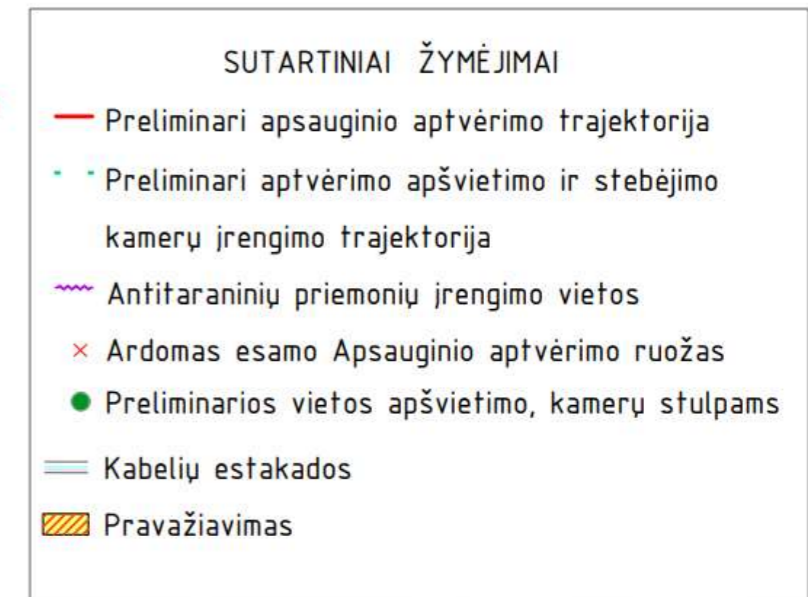 SUTARTINIAI ŽYMĖJIMAI
Preliminari apsauginio aptvėrimo trajektorija
Preliminari aptvėrimo apšvietimo ir stebėjimo
kamerų įrengimo trajektorija
Antitaraninių priemonių įrengimo vietos
Ardomas esamo Apsauginio aptvėrimo ruožas
Preliminarios vietos apšvietimo, kamerų stulpams
Kabelių estakados
Pravažiavimas